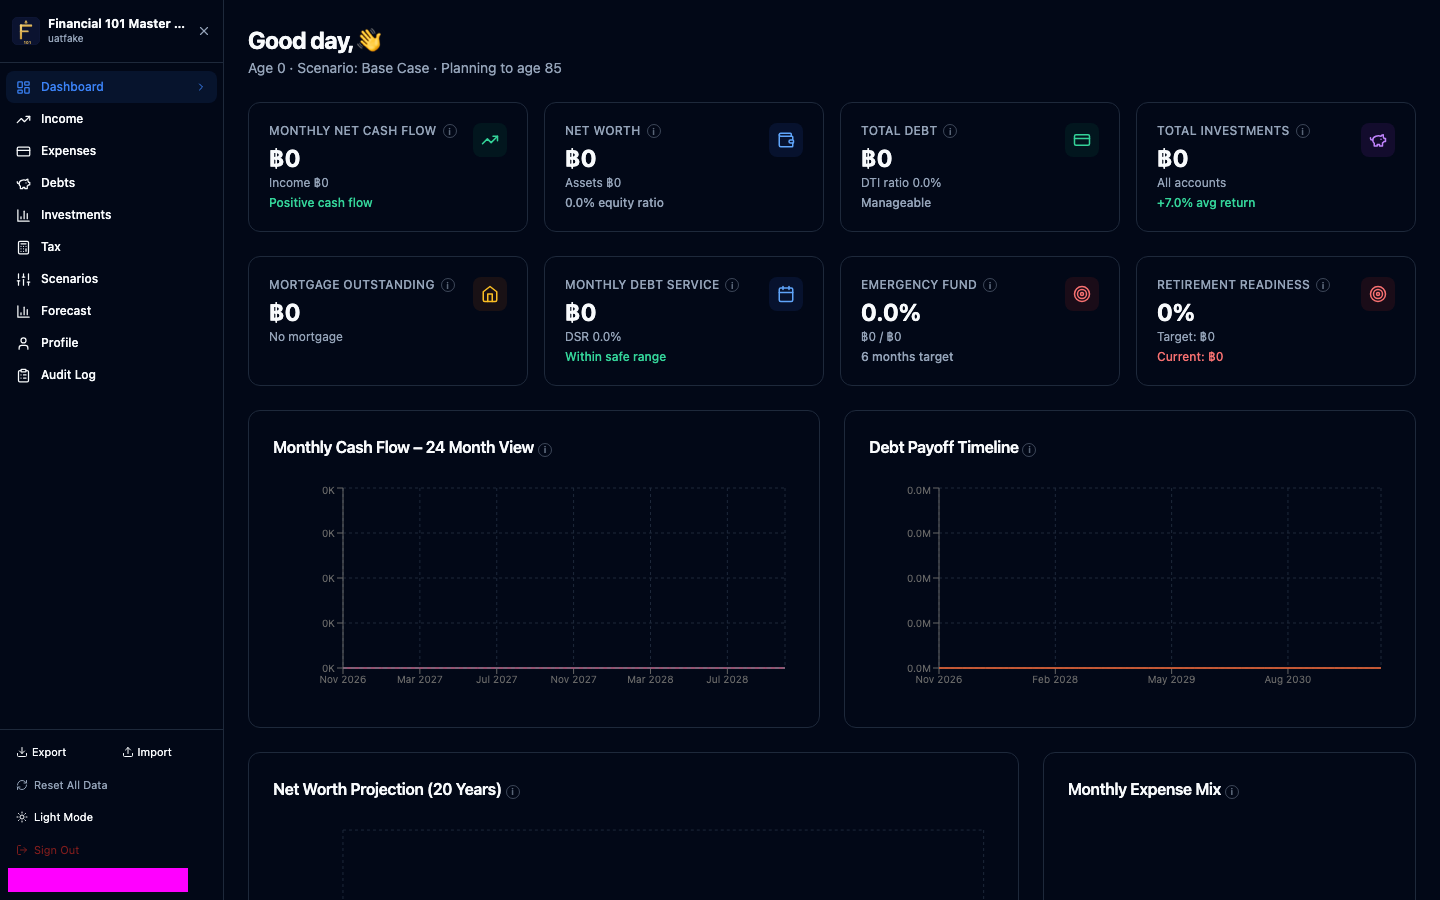 Financial 101 Master ...
uatfake
Dashboard
Income
Expenses
Debts
Investments
Tax
Scenarios
Forecast
Profile
Audit Log
Export
Import
Reset All Data
Light Mode
Sign Out
Good day,👋
Age 0 · Scenario: Base Case · Planning to age 85
MONTHLY NET CASH FLOW
฿0
Income ฿0
Positive cash flow
NET WORTH
฿0
Assets ฿0
0.0% equity ratio
TOTAL DEBT
฿0
DTI ratio 0.0%
Manageable
TOTAL INVESTMENTS
฿0
All accounts
+7.0% avg return
MORTGAGE OUTSTANDING
฿0
No mortgage
MONTHLY DEBT SERVICE
฿0
DSR 0.0%
Within safe range
EMERGENCY FUND
0.0%
฿0 / ฿0
6 months target
RETIREMENT READINESS
0%
Target: ฿0
Current: ฿0
Monthly Cash Flow – 24 Month View
0K
0K
0K
0K
0K
Nov 2026 Mar 2027 Jul 2027 Nov 2027 Mar 2028 Jul 2028
Debt Payoff Timeline
0.0M
0.0M
0.0M
0.0M
0.0M
Nov 2026 Feb 2028 May 2029 Aug 2030
Net Worth Projection (20 Years)
Monthly Expense Mix